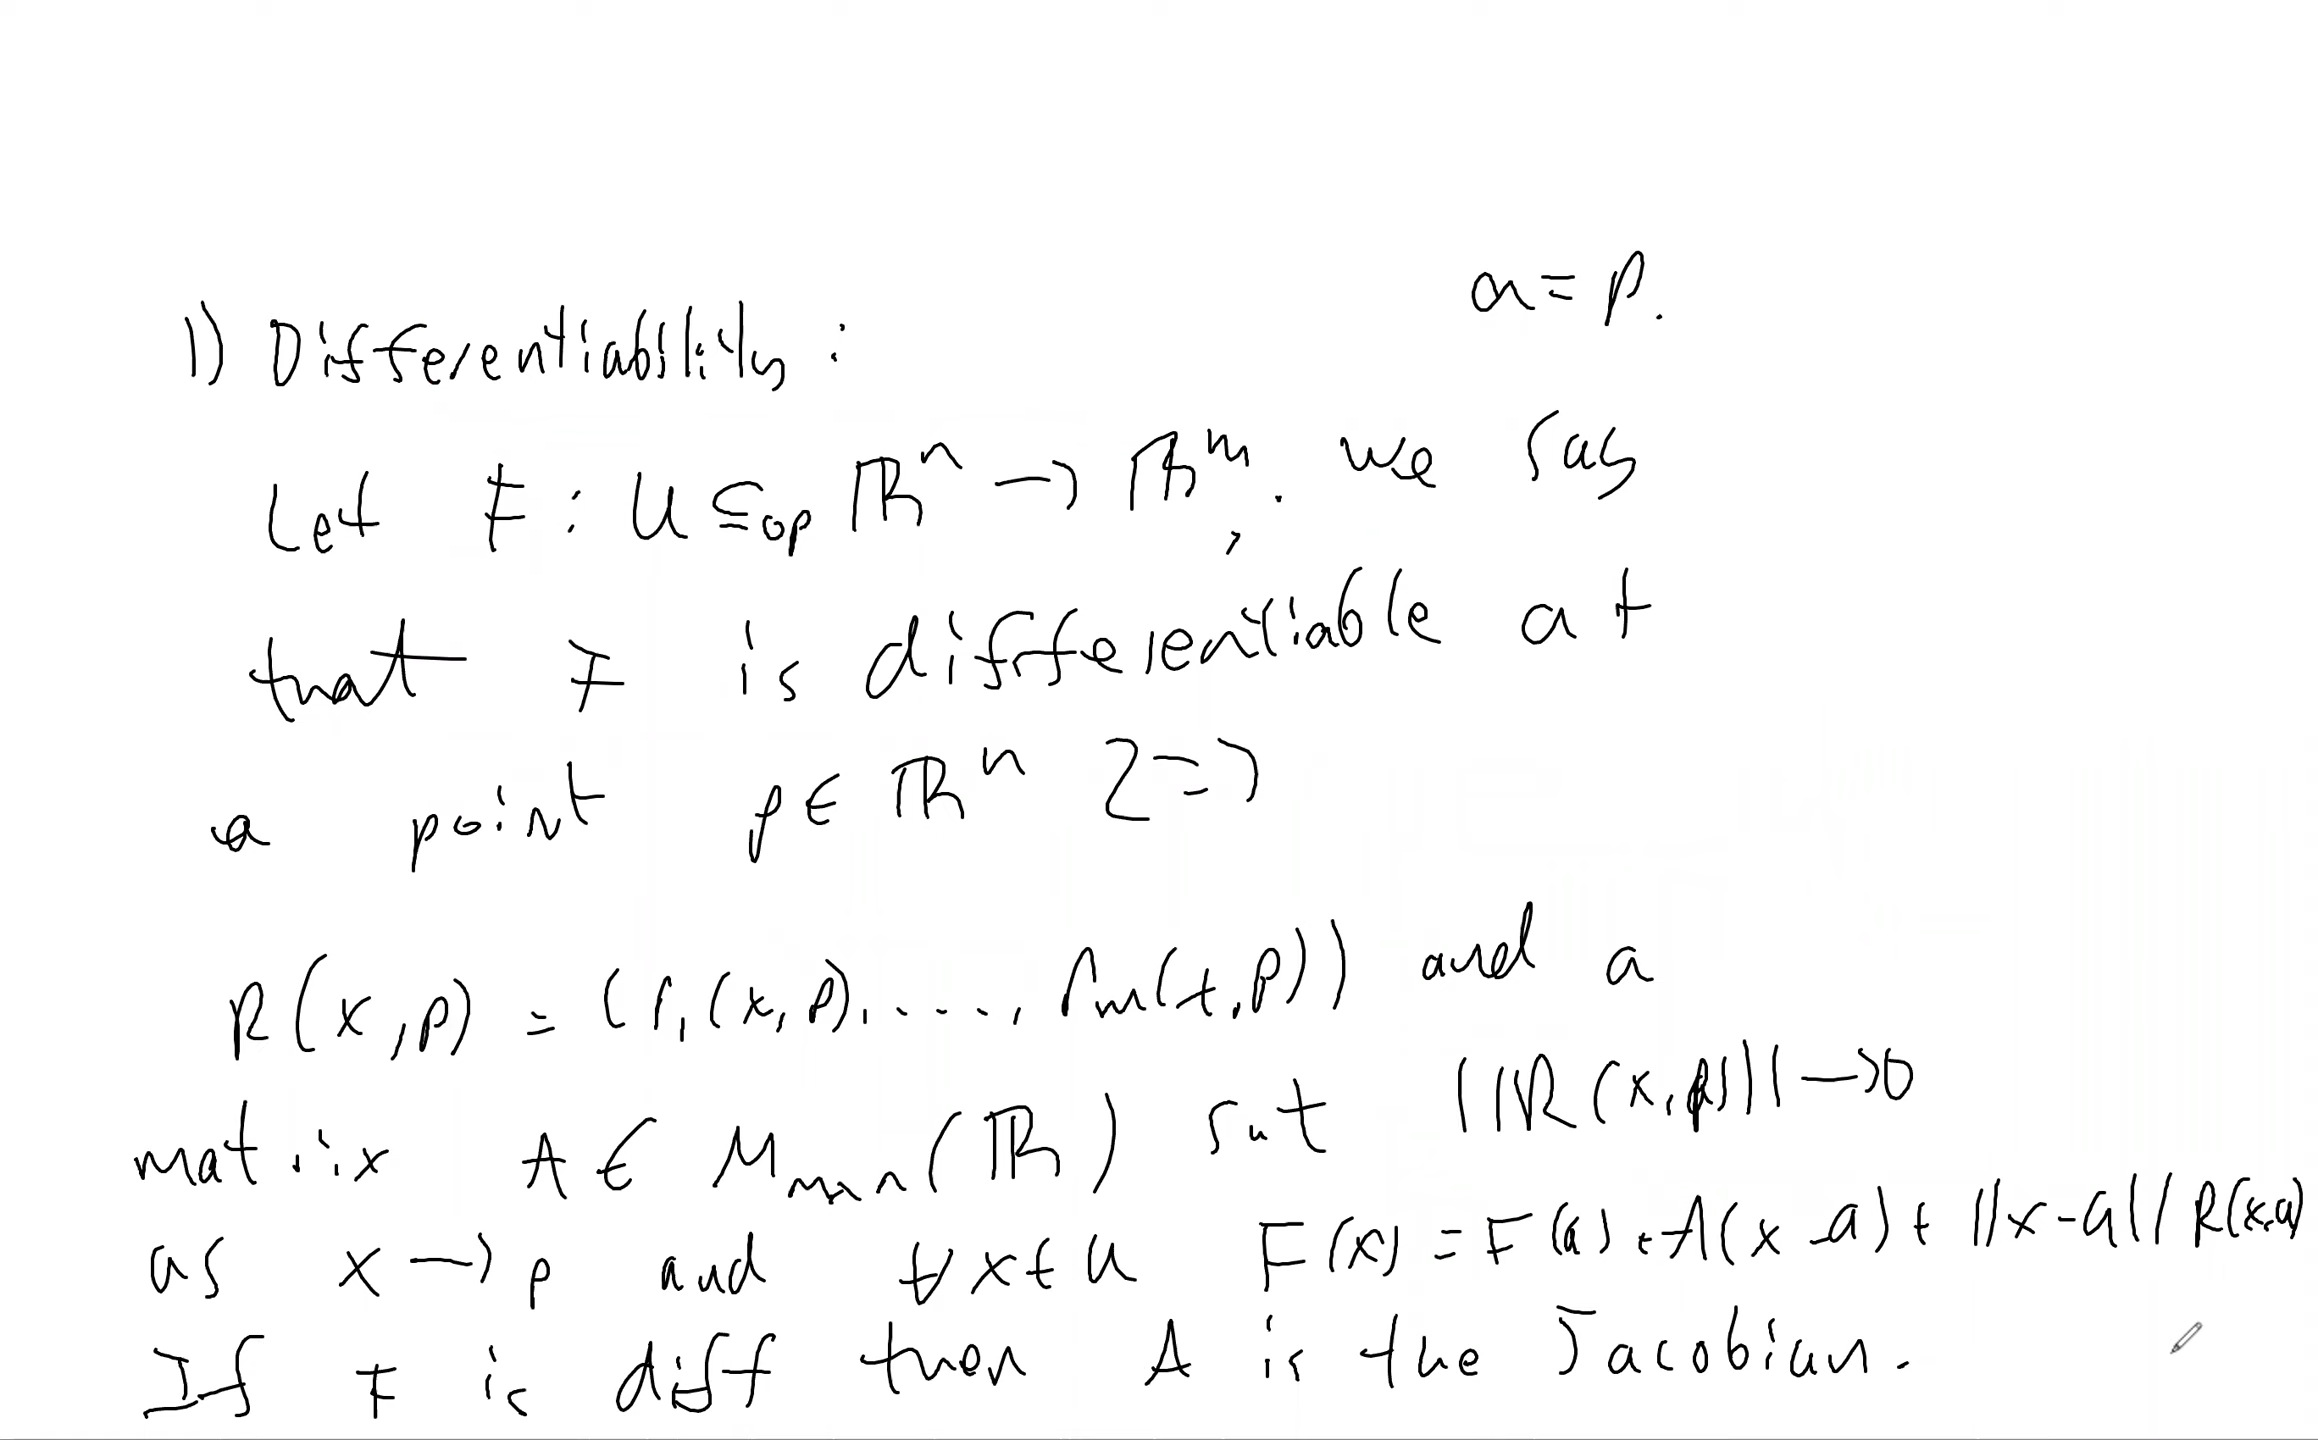 a = p.
1) Differentiability :
Let F : U ⊆op ℝⁿ → ℝᵐ, . we say
that F is differentiable at
a point p ∈ ℝⁿ <=>
R(x,p) = (r₁(x,p), ...., rₘ(x,p)) and a
matrix A ∈ Mₘₓₙ(ℝ) s.t ||R(x,p)|| → 0
as x → p and ∀ x ∈ U F(x) = F(a) + A(x-a) + ||x-a|| R(x,a)
If F is diff then A is the Jacobian.